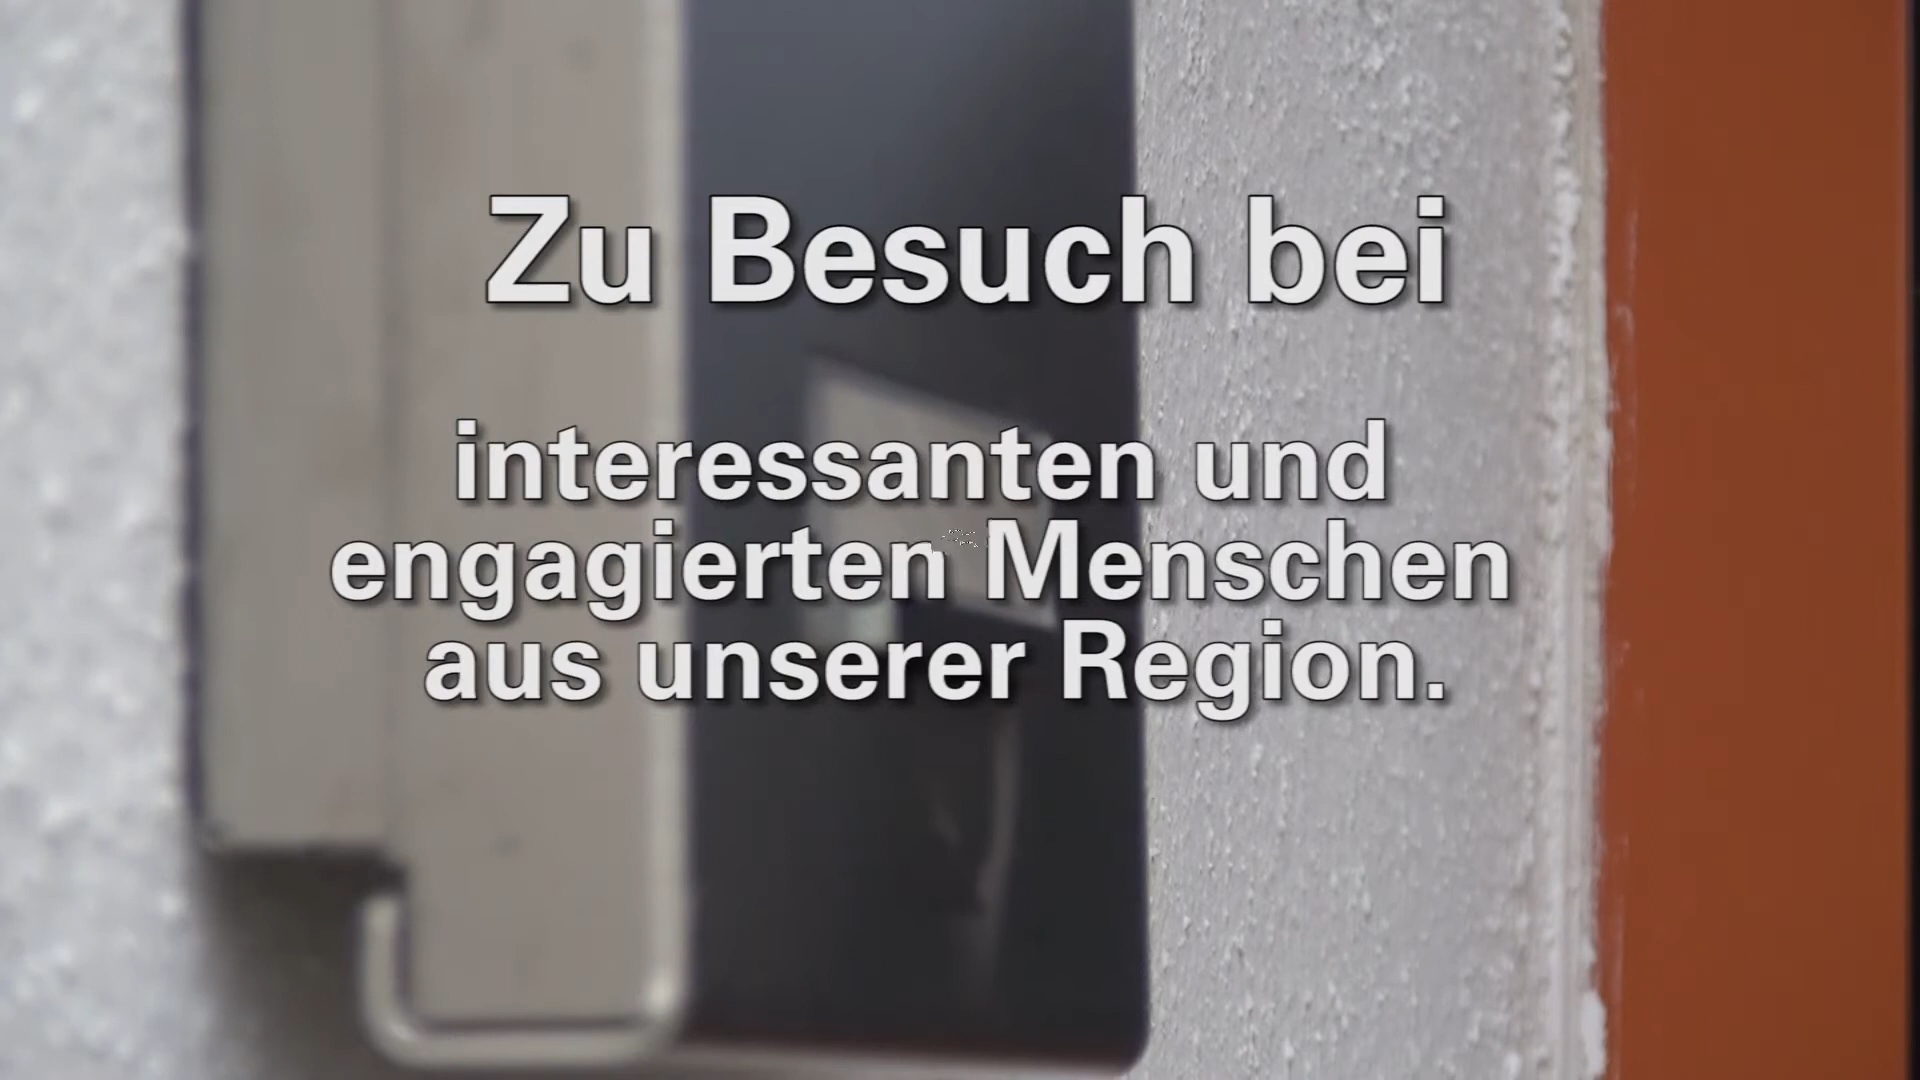 Zu Besuch bei
interessanten und
engagierten Menschen
aus unserer Region.